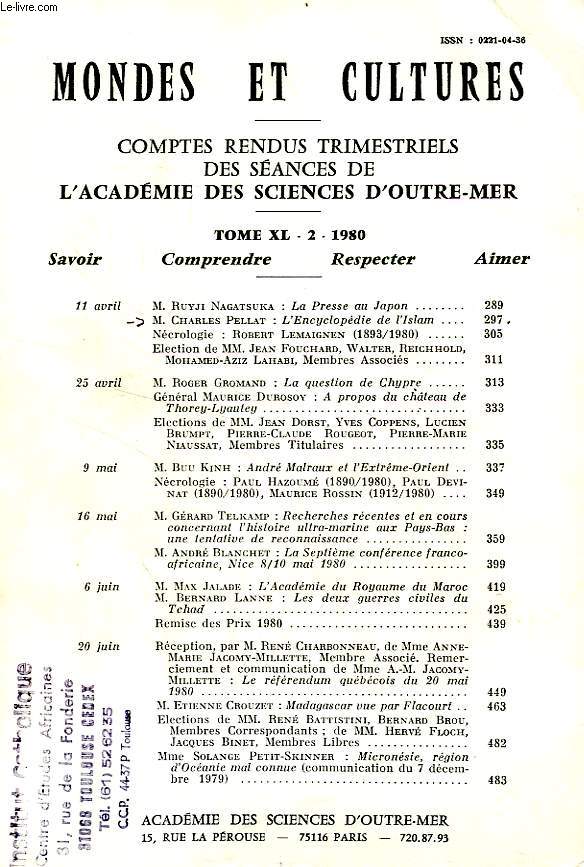 Le-livre.com
ISSN : 0221-04-36
MONDES ET CULTURES
COMPTES RENDUS TRIMESTRIELS
DES SÉANCES DE
L'ACADÉMIE DES SCIENCES D'OUTRE-MER
TOME XL - 2 - 1980
Savoir Comprendre Respecter Aimer
11 avril M. RUYJI NAGATSUKA : La Presse au Japon ........ 289
-> M. CHARLES PELLAT : L'Encyclopédie de l'Islam .... 297 .
Nécrologie : ROBERT LEMAIGNEN (1893/1980) ...... 305
Election de MM. JEAN FOUCHARD, WALTER, REICHHOLD,
MOHAMED-AZIZ LAHABI, Membres Associés ........ 311
25 avril M. ROGER GROMAND : La question de Chypre ...... 313
Général MAURICE DUROSOY : A propos du château de
Thorey-Lyautey ................................ 333
Elections de MM. JEAN DORST, YVES COPPENS, LUCIEN
BRUMPT, PIERRE-CLAUDE ROUGEOT, PIERRE-MARIE
NIAUSSAT, Membres Titulaires .................. 335
9 mai M. BUU KINH : André Malraux et l'Extrême-Orient .. 337
Nécrologie : PAUL HAZOUMÉ (1890/1980), PAUL DEVI-
NAT (1890/1980), MAURICE ROSSIN (1912/1980) .... 349
16 mai M. GÉRARD TELKAMP : Recherches récentes et en cours
concernant l'histoire ultra-marine aux Pays-Bas :
une tentative de reconnaissance ................ 359
M. ANDRÉ BLANCHET : La Septième conférence franco-
africaine, Nice 8/10 mai 1980 .................. 399
6 juin M. MAX JALADE : L'Académie du Royaume du Maroc 419
M. BERNARD LANNE : Les deux guerres civiles du
Tchad ........................................ 425
Remise des Prix 1980 ............................ 439
20 juin Réception, par M. RENÉ CHARBONNEAU, de Mme ANNE-
MARIE JACOMY-MILLETTE, Membre Associé. Remer-
ciement et communication de Mme A.-M. JACOMY-
MILLETTE : Le référendum québécois du 20 mai
1980 .......................................... 449
M. ETIENNE CROUZET : Madagascar vue par Flacourt .. 463
Elections de MM. RENÉ BATTISTINI, BERNARD BROU,
Membres Correspondants ; de MM. HERVÉ FLOCH,
JACQUES BINET, Membres Libres ................ 482
Mme SOLANGE PETIT-SKINNER : Micronésie, région
d'Océanie mal connue (communication du 7 décem-
bre 1979) ...................................... 483
Institut Catholique
Centre d'Etudes Africaines
31, rue de la Fonderie
31068 TOULOUSE CEDEX
Tél. (61) 52 62 35
C.C.P. 44-37 P Toulouse
ACADÉMIE DES SCIENCES D'OUTRE-MER
15, RUE LA PÉROUSE — 75116 PARIS — 720.87.93